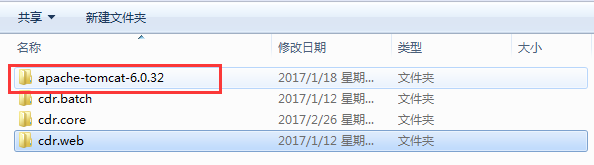 共享 刻录 新建文件夹
名称 修改日期 类型 大小
apache-tomcat-6.0.32 2017/1/18 星期... 文件夹
cdr.batch 2017/1/12 星期... 文件夹
cdr.core 2017/2/26 星期... 文件夹
cdr.web 2017/1/12 星期... 文件夹